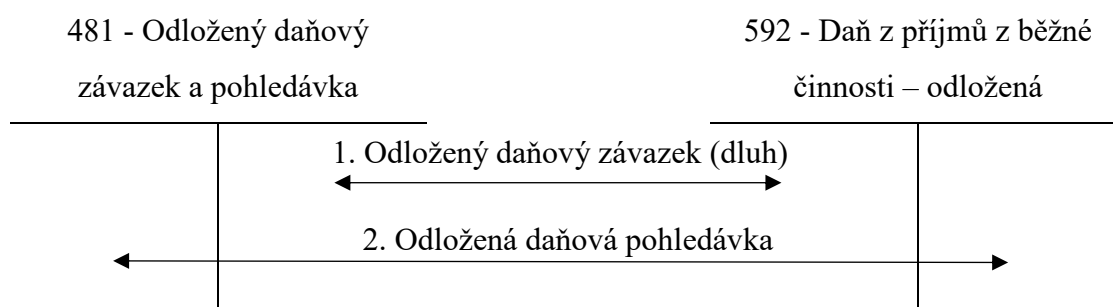 481 - Odložený daňový
závazek a pohledávka
592 - Daň z příjmů z běžné
činnosti – odložená
1. Odložený daňový závazek (dluh)
2. Odložená daňová pohledávka